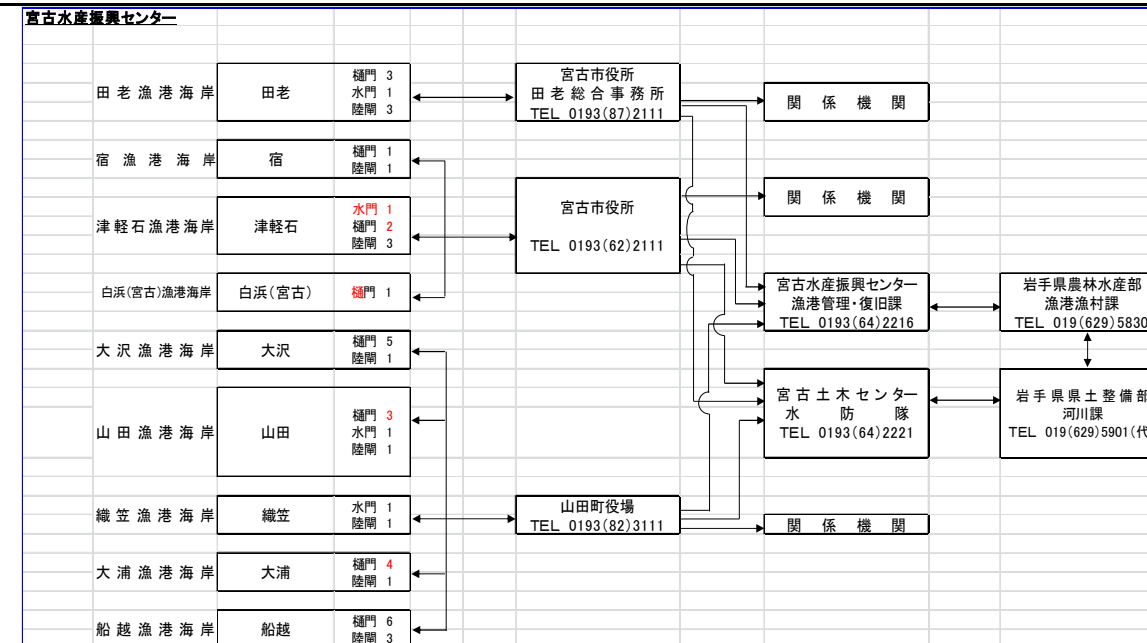 宮古水産振興センター
田老漁港海岸
田老
樋門 3
水門 1
陸閘 3
宮古市役所
田老総合事務所
TEL 0193(87)2111
関係機関
宿漁港海岸
宿
樋門 1
陸閘 1
津軽石漁港海岸
津軽石
水門 1
樋門 2
陸閘 3
宮古市役所
TEL 0193(62)2111
関係機関
白浜(宮古)漁港海岸
白浜(宮古)
樋門 1
宮古水産振興センター
漁港管理・復旧課
TEL 0193(64)2216
岩手県農林水産部
漁港漁村課
TEL 019(629)5830
大沢漁港海岸
大沢
樋門 5
陸閘 1
山田漁港海岸
山田
樋門 3
水門 1
陸閘 1
宮古土木センター
水防隊
TEL 0193(64)2221
岩手県県土整備部
河川課
TEL 019(629)5901(代
織笠漁港海岸
織笠
水門 1
陸閘 1
山田町役場
TEL 0193(82)3111
関係機関
大浦漁港海岸
大浦
樋門 4
陸閘 1
船越漁港海岸
船越
樋門 6
陸閘 3